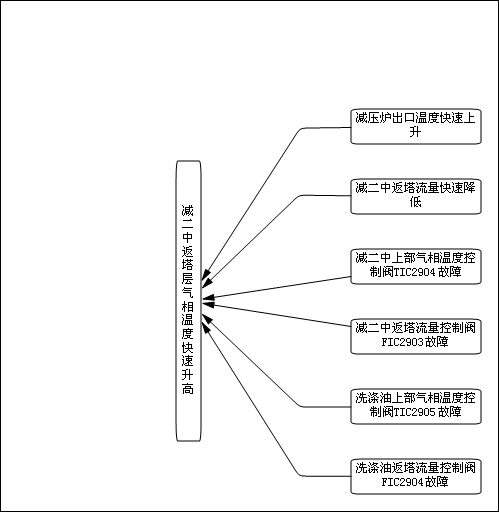 减压炉出口温度快速上
升
减二中返塔流量快速降
低
减二中返塔层气相温度快速升高
减二中上部气相温度控
制阀TIC2904故障
减二中返塔流量控制阀
FIC2903故障
洗涤油上部气相温度控
制阀TIC2905故障
洗涤油返塔流量控制阀
FIC2904故障